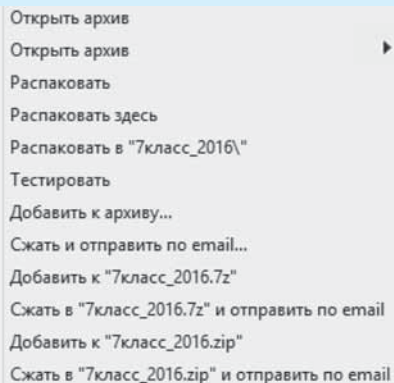 Открыть архив
Открыть архив
Распаковать
Распаковать здесь
Распаковать в "7класс_2016\"
Тестировать
Добавить к архиву...
Сжать и отправить по email...
Добавить к "7класс_2016.7z"
Сжать в "7класс_2016.7z" и отправить по email
Добавить к "7класс_2016.zip"
Сжать в "7класс_2016.zip" и отправить по email